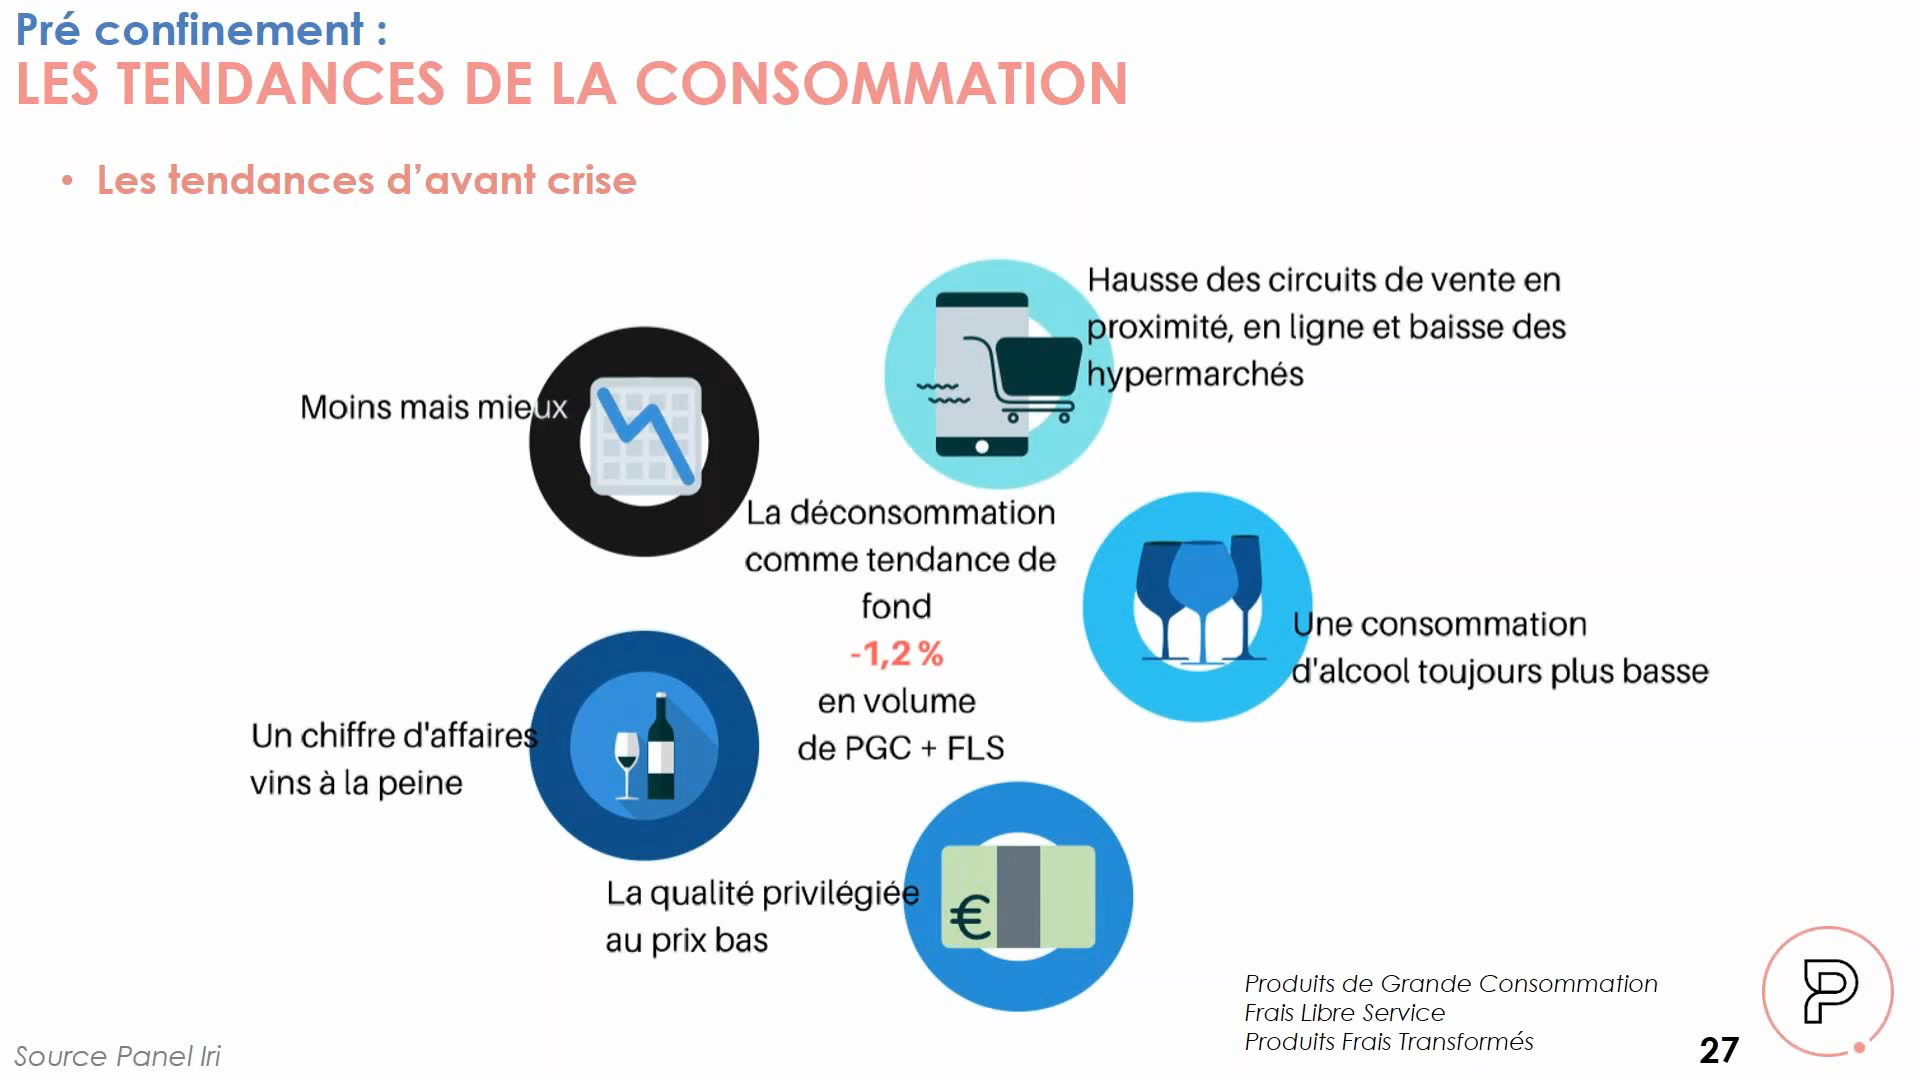 Pré confinement :
LES TENDANCES DE LA CONSOMMATION
• Les tendances d’avant crise
Hausse des circuits de vente en
proximité, en ligne et baisse des
hypermarchés
Moins mais mieux
La déconsommation
comme tendance de
fond
-1,2 %
en volume
de PGC + FLS
Une consommation
d'alcool toujours plus basse
Un chiffre d'affaires
vins à la peine
La qualité privilégiée
au prix bas
€
Produits de Grande Consommation
Frais Libre Service
Produits Frais Transformés
Source Panel Iri
27
P